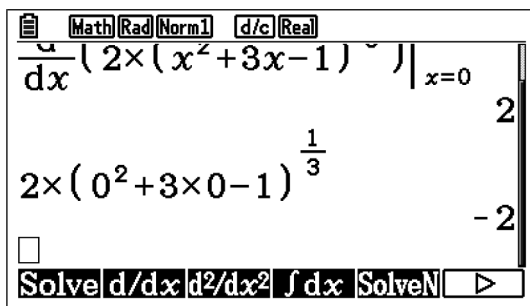 Math Rad Norm1 d/c Real
d/dx(2×(x²+3x−1) )|x=0
2
2×(0²+3×0−1)^(1/3)
-2
Solve d/dx d²/dx² ∫dx SolveN ▷